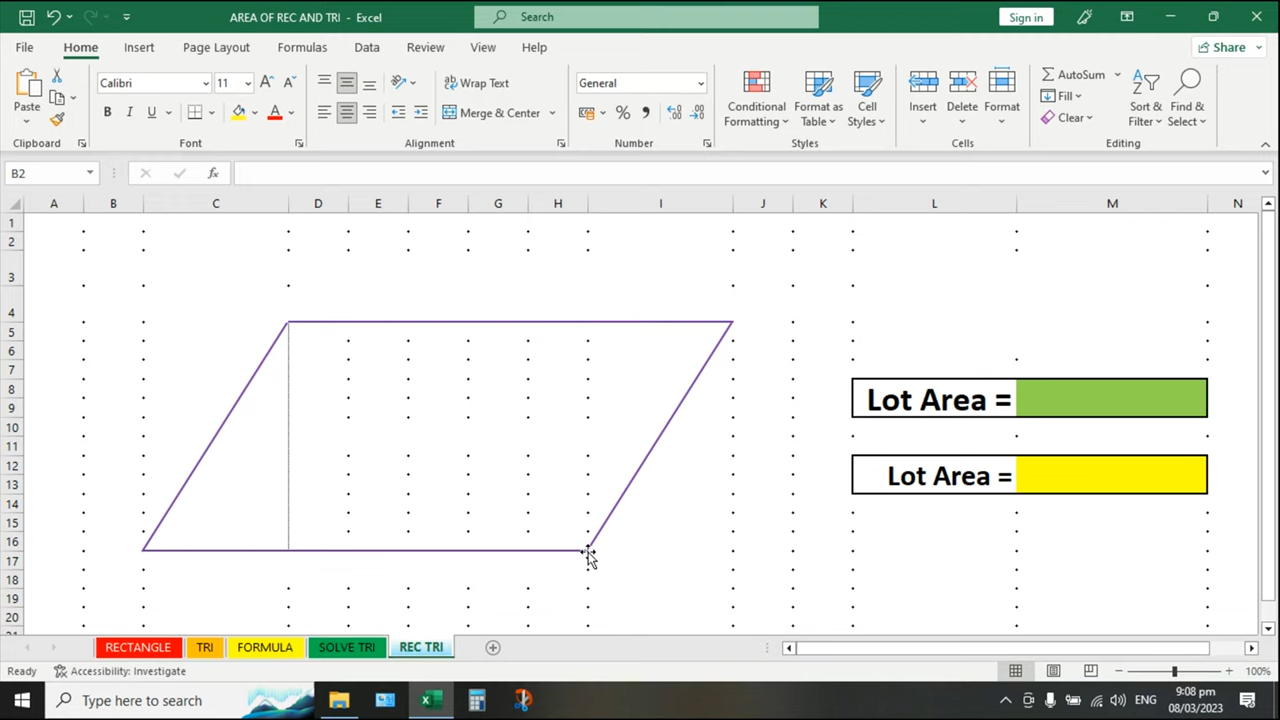 AREA OF REC AND TRI - Excel
Search
Sign in
File Home Insert Page Layout Formulas Data Review View Help
Share
Paste
Calibri 11
Wrap Text
Merge & Center
General
Conditional Formatting
Format as Table
Cell Styles
Insert
Delete
Format
AutoSum
Fill
Clear
Sort & Filter
Find & Select
Clipboard Font Alignment Number Styles Cells Editing
B2 fx
A B C D E F G H I J K L M N
1
2
3
4
5
6
7
8
9
10
11
12
13
14
15
16
17
18
19
20
Lot Area =
Lot Area =
RECTANGLE TRI FORMULA SOLVE TRI REC TRI
Ready Accessibility: Investigate 100%
Type here to search
ENG
9:08 pm
08/03/2023